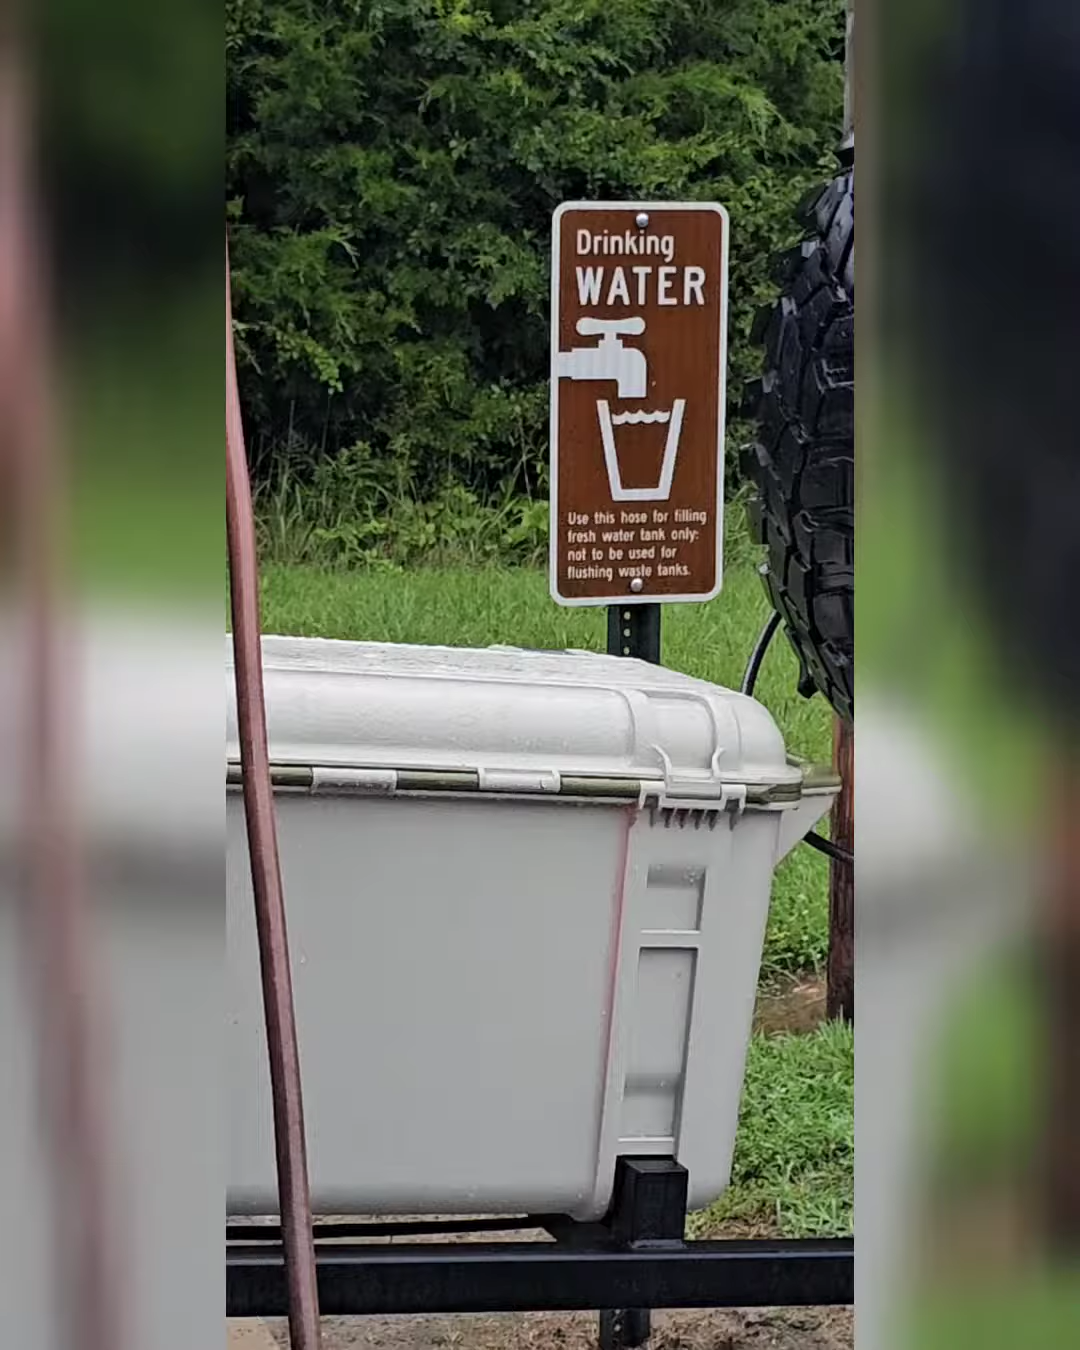 Drinking
WATER
Use this hose for filling
fresh water tank only:
not to be used for
flushing waste tanks.